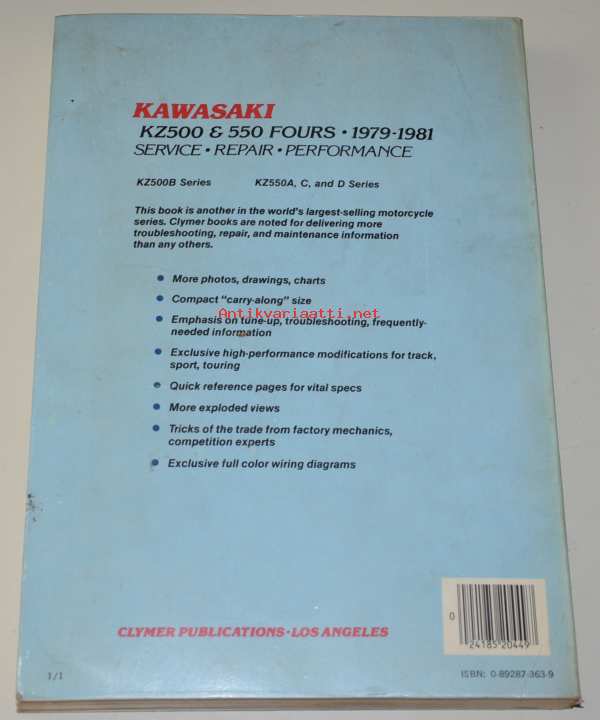 KAWASAKI
KZ500 & 550 FOURS • 1979-1981
SERVICE • REPAIR • PERFORMANCE
KZ500B Series KZ550A, C, and D Series
This book is another in the world's largest-selling motorcycle
series. Clymer books are noted for delivering more
troubleshooting, repair, and maintenance information
than any others.
• More photos, drawings, charts
• Compact "carry-along" size
Antikvariaatti.net
• Emphasis on tune-up, troubleshooting, frequently-
needed information
• Exclusive high-performance modifications for track,
sport, touring
• Quick reference pages for vital specs
• More exploded views
• Tricks of the trade from factory mechanics,
competition experts
• Exclusive full color wiring diagrams
0
24185 20449
CLYMER PUBLICATIONS • LOS ANGELES
1/1
ISBN: 0-89287-363-9